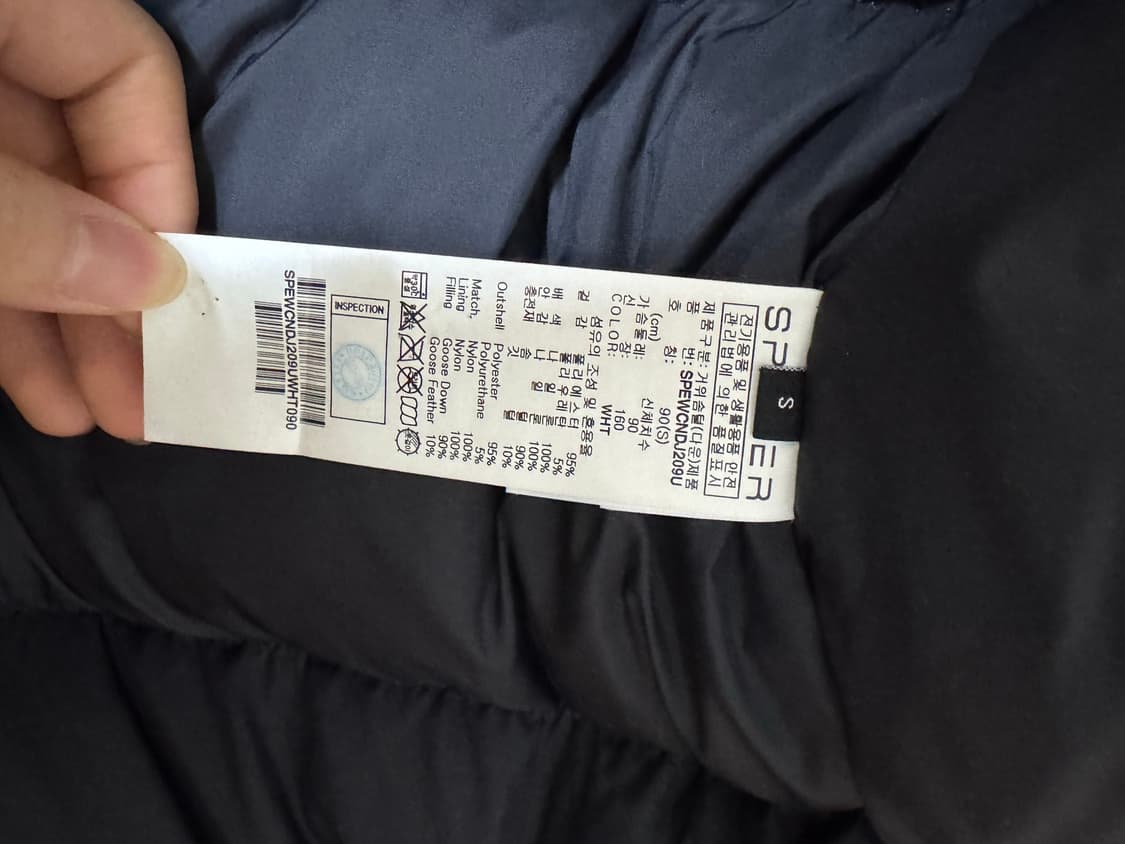 S
SP ER
전기용품 및 생활용품 안전
관리법에 의한 품질표시
제품구분: 거위솜털(다운)제품
품 번: SPEWCNDJ209U
호 칭: 90(S)
(cm) 신체치수
가슴둘레: 90
신 장: 160
COLOR: WHT
섬유의 조성 및 혼용율
겉 감 폴리에스터 95%
폴리우레탄 5%
배 색 나 일 론 100%
안 감 나 일 론 100%
충전재 솜 털 90%
깃 털 10%
Outshell Polyester 95%
Polyurethane 5%
Match, Nylon 100%
Lining Nylon 100%
Filling Goose Down 90%
Goose Feather 10%
INSPECTION
SPEWCNDJ209UWHT090